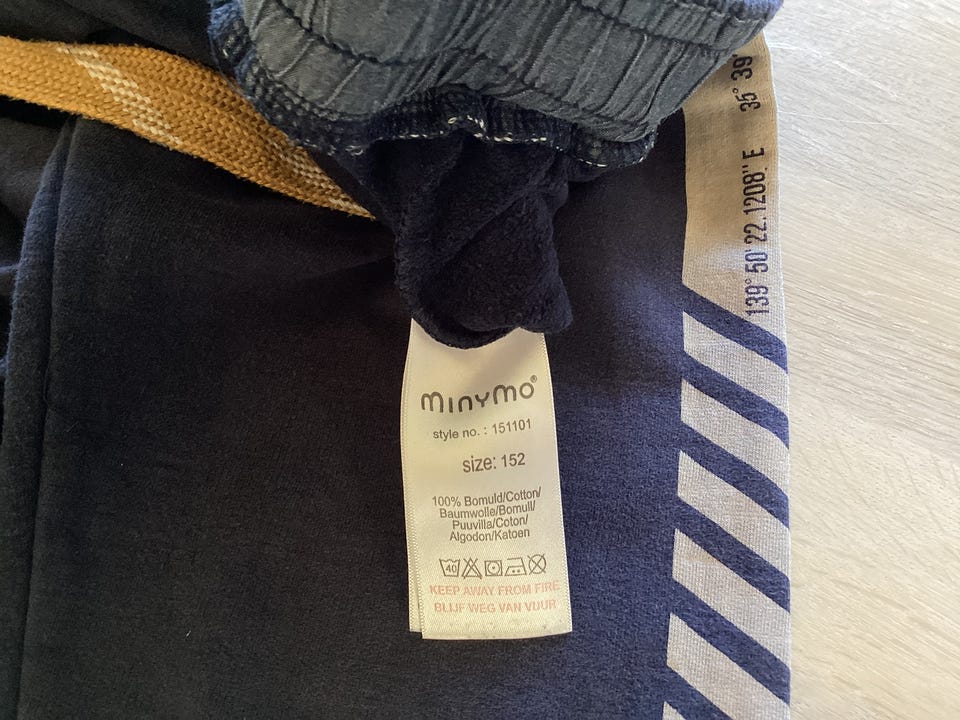 139° 50' 22.1208" E 35° 39'
MINYMO®
style no. : 151101
size: 152
100% Bomuld/Cotton/
Baumwolle/Bomull/
Puuvilla/Coton/
Algodon/Katoen
40
KEEP AWAY FROM FIRE
BLIJF WEG VAN VUUR